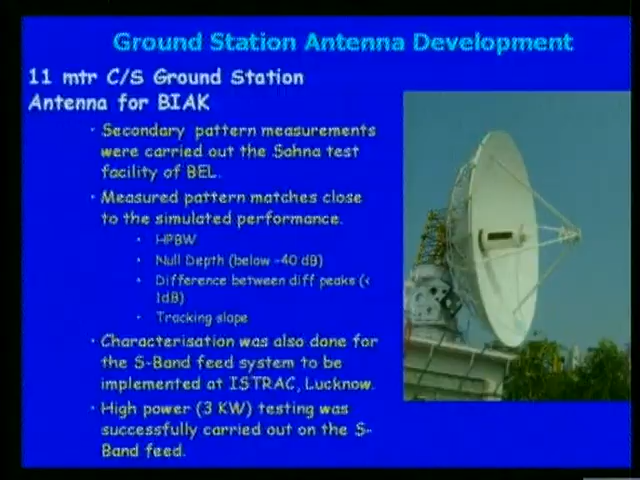 Ground Station Antenna Development
11 mtr C/S Ground Station
Antenna for BIAK
• Secondary pattern measurements
were carried out the Sohna test
facility of BEL.
• Measured pattern matches close
to the simulated performance.
• HPBW
• Null Depth (below -40 dB)
• Difference between diff peaks (<
1dB)
• Tracking slope
• Characterisation was also done for
the S-Band feed system to be
implemented at ISTRAC, Lucknow.
• High power (3 KW) testing was
successfully carried out on the S-
Band feed.